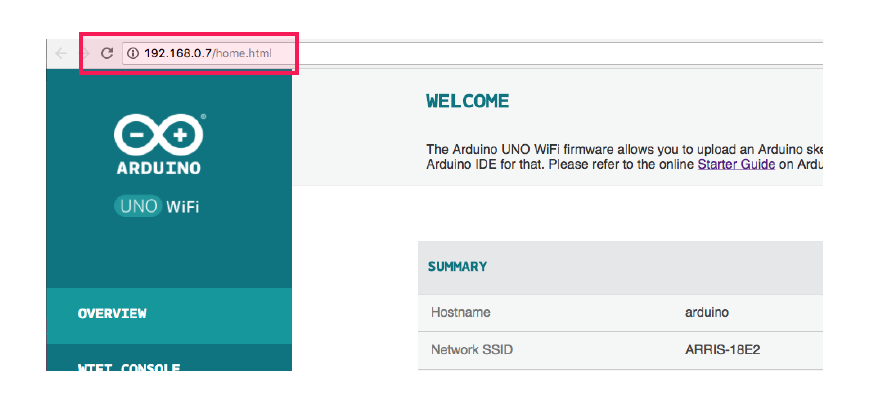 192.168.0.7/home.html
ARDUINO
UNO WiFi
OVERVIEW
WIFI CONSOLE
WELCOME
The Arduino UNO WiFi firmware allows you to upload an Arduino ske
Arduino IDE for that. Please refer to the online Starter Guide on Ardu
SUMMARY
Hostname arduino
Network SSID ARRIS-18E2